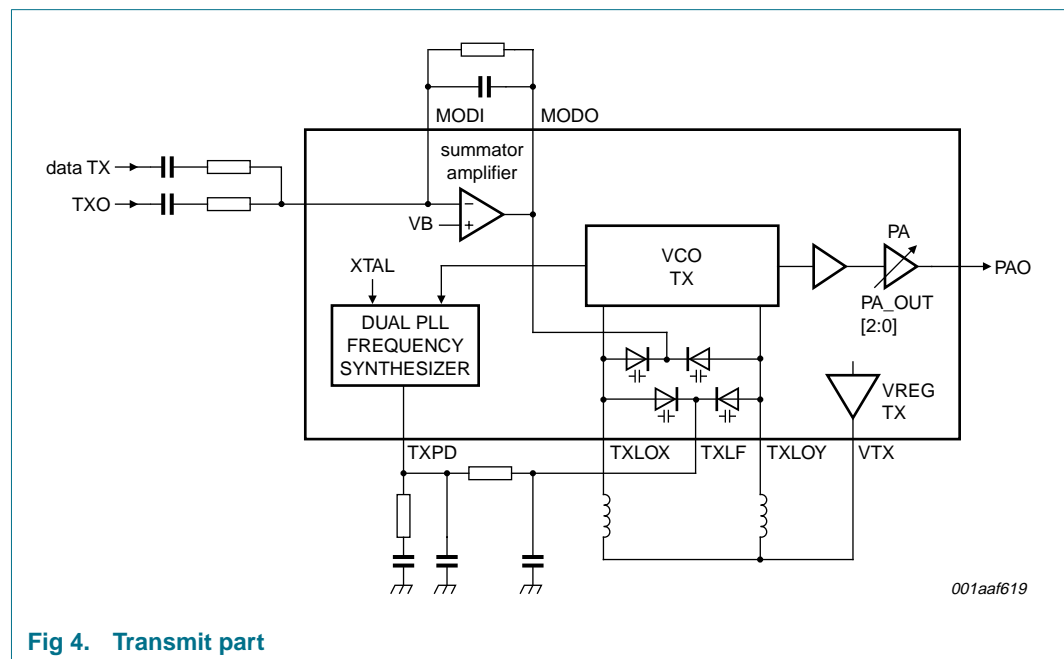 MODI MODO
data TX
TXO
summator
amplifier
−
+
VB
XTAL
DUAL PLL
FREQUENCY
SYNTHESIZER
VCO
TX
PA
PA_OUT
[2:0]
PAO
VREG
TX
TXPD TXLOX TXLF TXLOY VTX
001aaf619
Fig 4. Transmit part